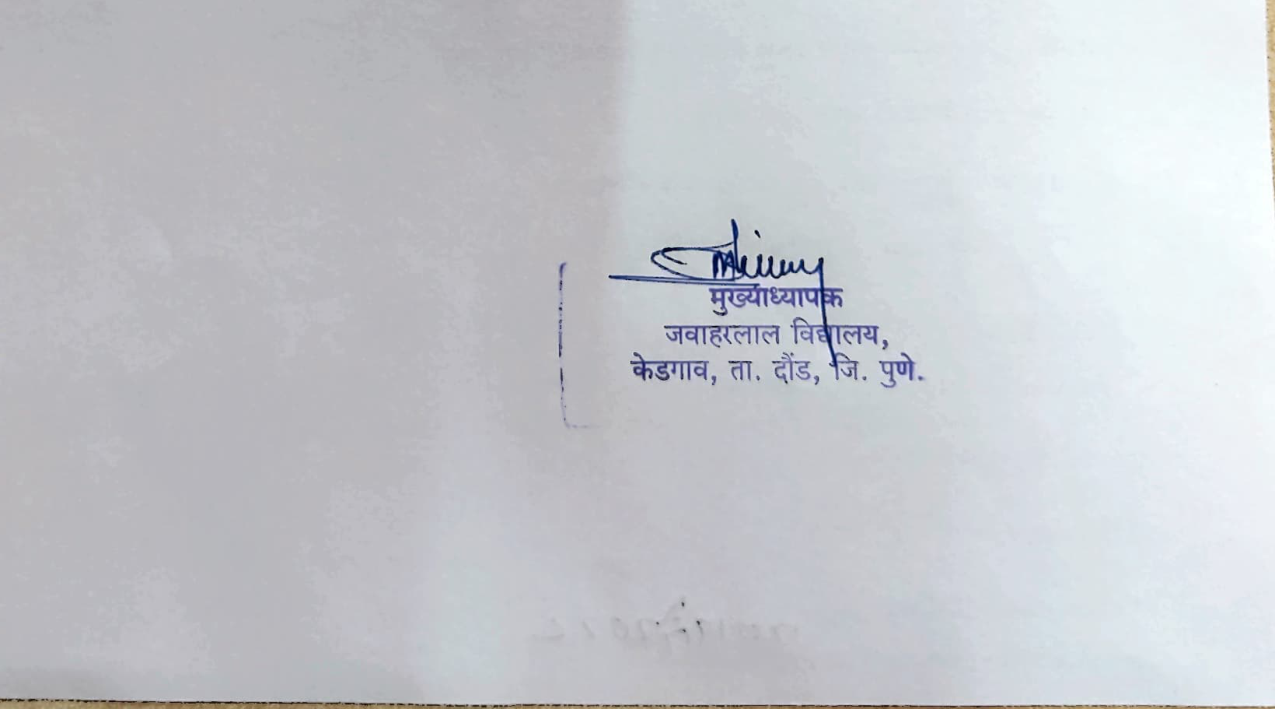 मुख्याध्यापक
जवाहरलाल विद्यालय,
केडगाव, ता. दौंड, जि. पुणे.